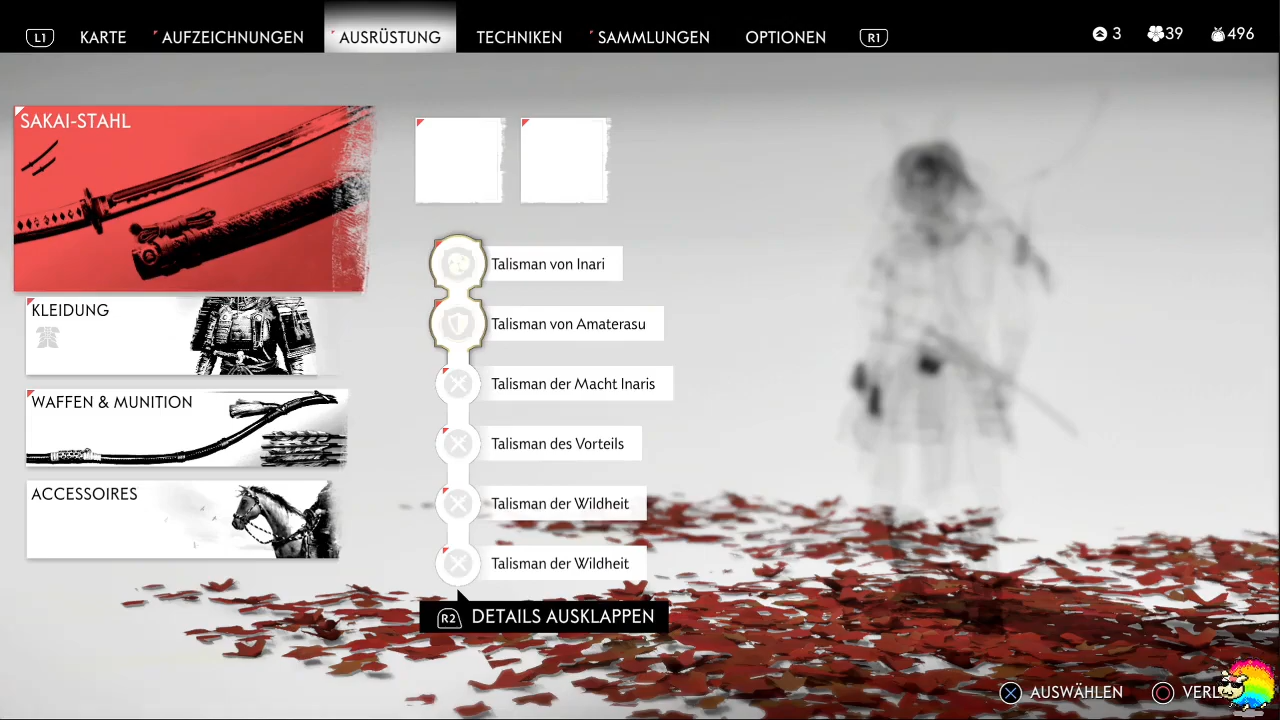 L1 KARTE AUFZEICHNUNGEN AUSRÜSTUNG TECHNIKEN SAMMLUNGEN OPTIONEN R1 3 39 496
SAKAI-STAHL
KLEIDUNG
WAFFEN & MUNITION
ACCESSOIRES
Talisman von Inari
Talisman von Amaterasu
Talisman der Macht Inaris
Talisman des Vorteils
Talisman der Wildheit
Talisman der Wildheit
R2 DETAILS AUSKLAPPEN
AUSWÄHLEN